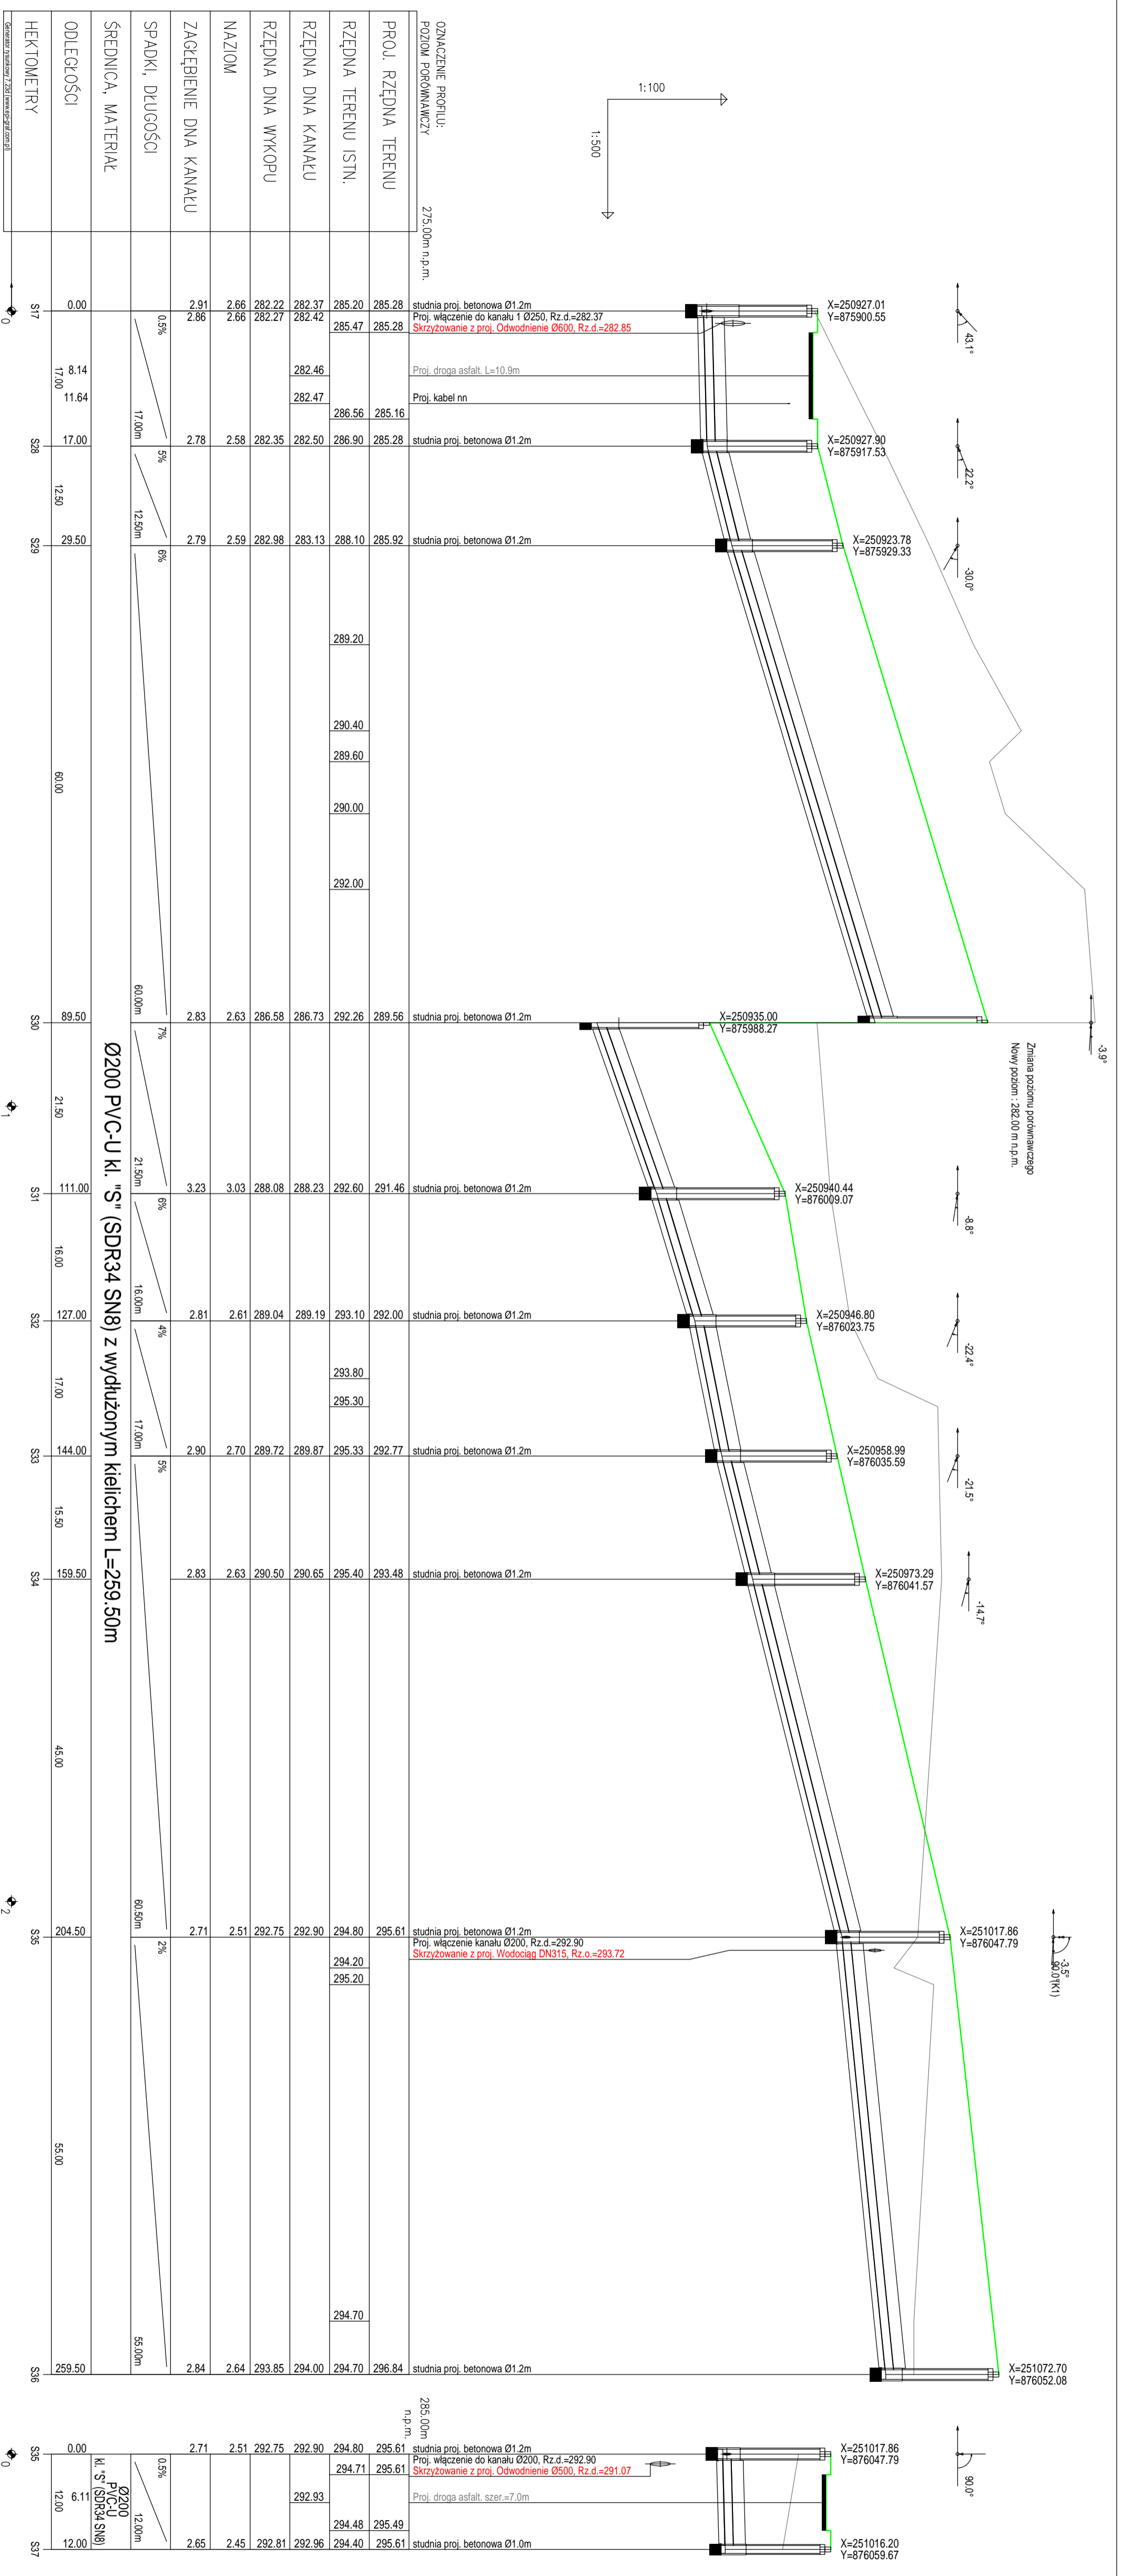 OZNACZENIE PROFILU:
POZIOM PORÓWNAWCZY 275.00m n.p.m.
1:100
1:500
PROJ. RZĘDNA TERENU
285.28 285.28 285.16 285.28 285.92 289.56 291.46 292.00 292.77 293.48 295.61 296.84 295.61 295.61 295.49 295.61
RZĘDNA TERENU ISTN.
285.20 285.47 286.56 286.90 288.10 289.20 290.40 289.60 290.00 292.00 292.26 292.60 293.10 293.80 295.30 295.33 295.40 294.80 294.20 295.20 294.70 294.70 294.80 294.71 294.48 294.40
RZĘDNA DNA KANAŁU
282.37 282.42 282.46 282.47 282.50 283.13 286.73 288.23 289.19 289.87 290.65 292.90 294.00 292.90 292.93 292.96
RZĘDNA DNA WYKOPU
282.22 282.27 282.35 282.98 286.58 288.08 289.04 289.72 290.50 292.75 293.85 292.75 292.81
NAZIOM
2.66 2.66 2.58 2.59 2.63 3.03 2.61 2.70 2.63 2.51 2.64 2.51 2.45
ZAGŁĘBIENIE DNA KANAŁU
2.91 2.86 2.78 2.79 2.83 3.23 2.81 2.90 2.83 2.71 2.84 2.71 2.65
SPADKI, DŁUGOŚCI
0.5% 17.00m 5% 12.50m 6% 60.00m 7% 21.50m 6% 16.00m 4% 17.00m 5% 60.50m 2% 55.00m 0.5% 12.00m
ŚREDNICA, MATERIAŁ
Ø200 PVC-U kl. "S" (SDR34 SN8) z wydłużonym kielichem L=259.50m
Ø200
PVC-U
kl. "S" (SDR34 SN8)
ODLEGŁOŚCI
0.00 8.14 11.64 17.00 29.50 89.50 111.00 127.00 144.00 159.50 204.50 259.50 0.00 6.11 12.00
17.00 12.50 60.00 21.50 16.00 17.00 15.50 45.00 55.00 12.00
HEKTOMETRY
S17 S28 S29 S30 S31 S32 S33 S34 S35 S36 S35 S37
0 1 2 0
Generator rysunkowy 7.23d (www.epi-graf.com.pl)
studnia proj. betonowa Ø1.2m
Proj. włączenie do kanału 1 Ø250, Rz.d.=282.37
Skrzyżowanie z proj. Odwodnienie Ø600, Rz.d.=282.85
Proj. droga asfalt. L=10.9m
Proj. kabel nn
studnia proj. betonowa Ø1.2m
studnia proj. betonowa Ø1.2m
studnia proj. betonowa Ø1.2m
studnia proj. betonowa Ø1.2m
studnia proj. betonowa Ø1.2m
studnia proj. betonowa Ø1.2m
studnia proj. betonowa Ø1.2m
studnia proj. betonowa Ø1.2m
Proj. włączenie kanału Ø200, Rz.d.=292.90
Skrzyżowanie z proj. Wodociąg DN315, Rz.o.=293.72
studnia proj. betonowa Ø1.2m
285.00m
n.p.m.
studnia proj. betonowa Ø1.2m
Proj. włączenie do kanału Ø200, Rz.d.=292.90
Skrzyżowanie z proj. Odwodnienie Ø500, Rz.d.=291.07
Proj. droga asfalt. szer.=7.0m
studnia proj. betonowa Ø1.0m
X=250927.01
Y=875900.55
X=250927.90
Y=875917.53
X=250923.78
Y=875929.33
X=250935.00
Y=875988.27
X=250940.44
Y=876009.07
X=250946.80
Y=876023.75
X=250958.99
Y=876035.59
X=250973.29
Y=876041.57
X=251017.86
Y=876047.79
X=251072.70
Y=876052.08
X=251017.86
Y=876047.79
X=251016.20
Y=876059.67
43.1°
22.2°
-30.0°
-3.9°
Zmiana poziomu porównawczego
Nowy poziom : 282.00 m n.p.m.
-8.8°
-22.4°
-21.5°
-14.7°
-3.5°
90.0°(K1)
90.0°